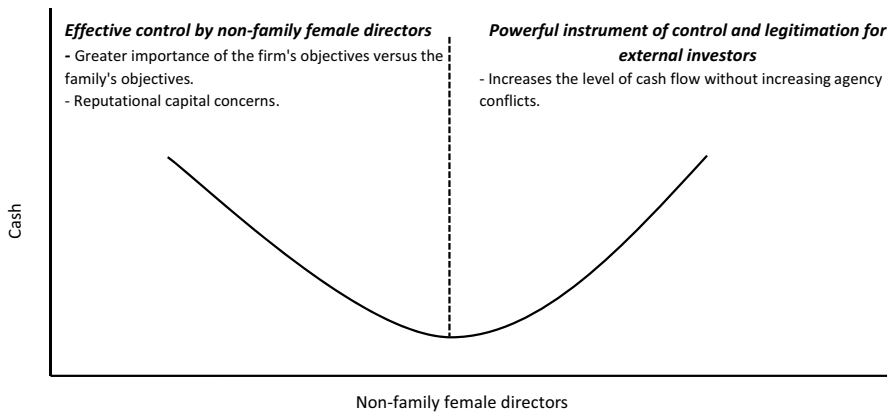 Effective control by non-family female directors
- Greater importance of the firm's objectives versus the
family's objectives.
- Reputational capital concerns.
Powerful instrument of control and legitimation for
external investors
- Increases the level of cash flow without increasing agency
conflicts.
Cash
Non-family female directors